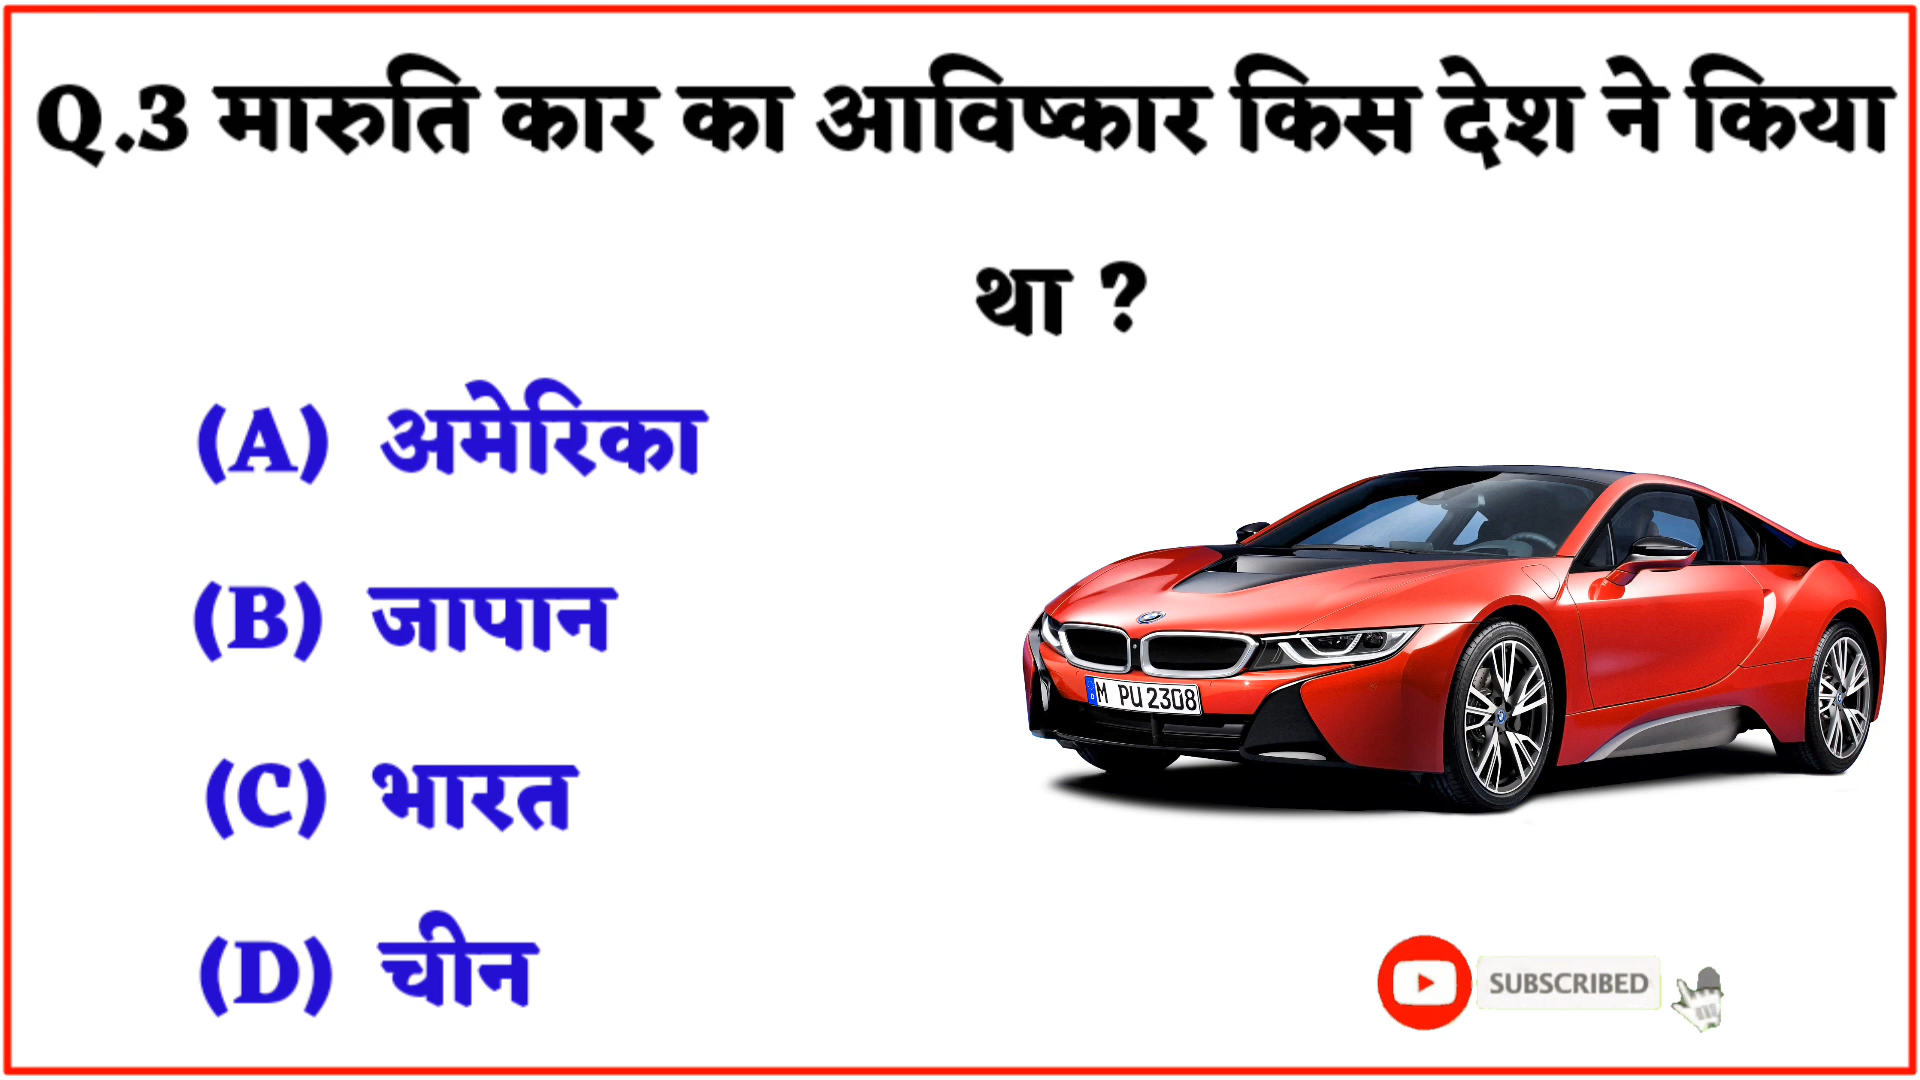 Q.3 मारुति कार का आविष्कार किस देश ने किया
था ?
(A) अमेरिका
(B) जापान
(C) भारत
(D) चीन
M PU 2308
SUBSCRIBED